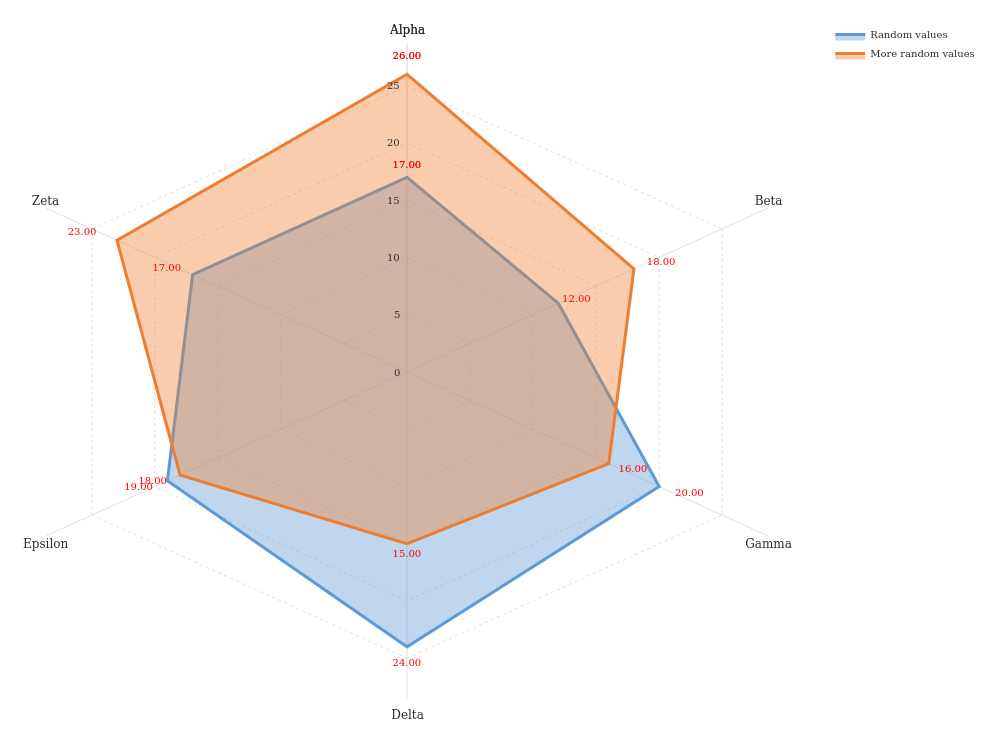 Alpha
Random values
More random values
26.00
25
20
17.00
Zeta
Beta
15
23.00
10
18.00
17.00
12.00
5
0
16.00
18.00
19.00
20.00
Epsilon
Gamma
15.00
24.00
Delta